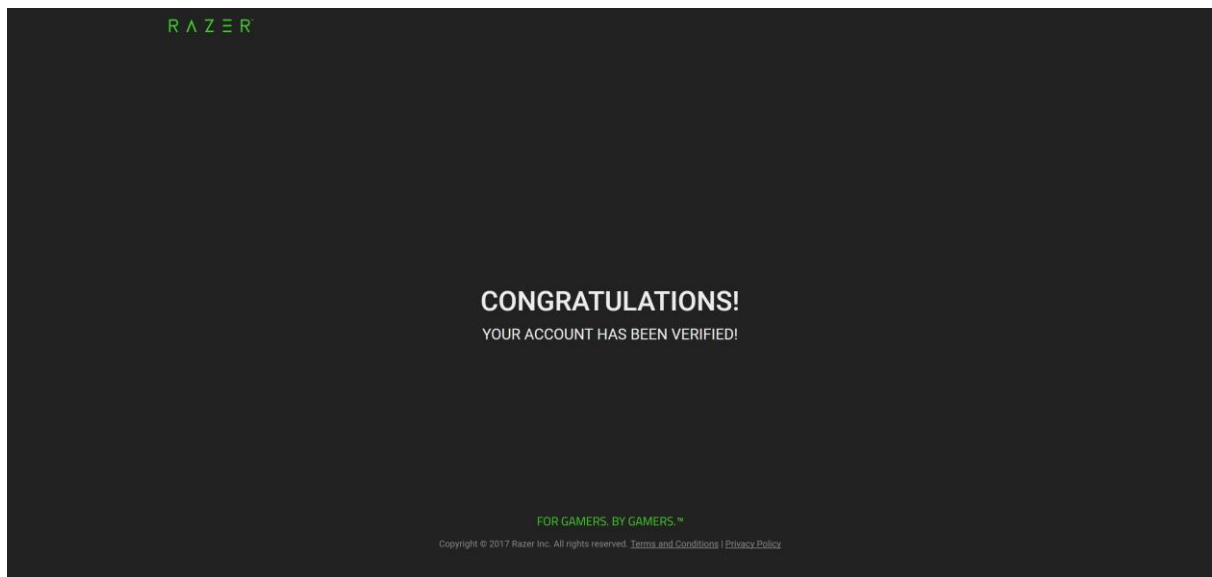 RAZER
CONGRATULATIONS!
YOUR ACCOUNT HAS BEEN VERIFIED!
FOR GAMERS. BY GAMERS.™
Copyright © 2017 Razer Inc. All rights reserved. Terms and Conditions | Privacy Policy